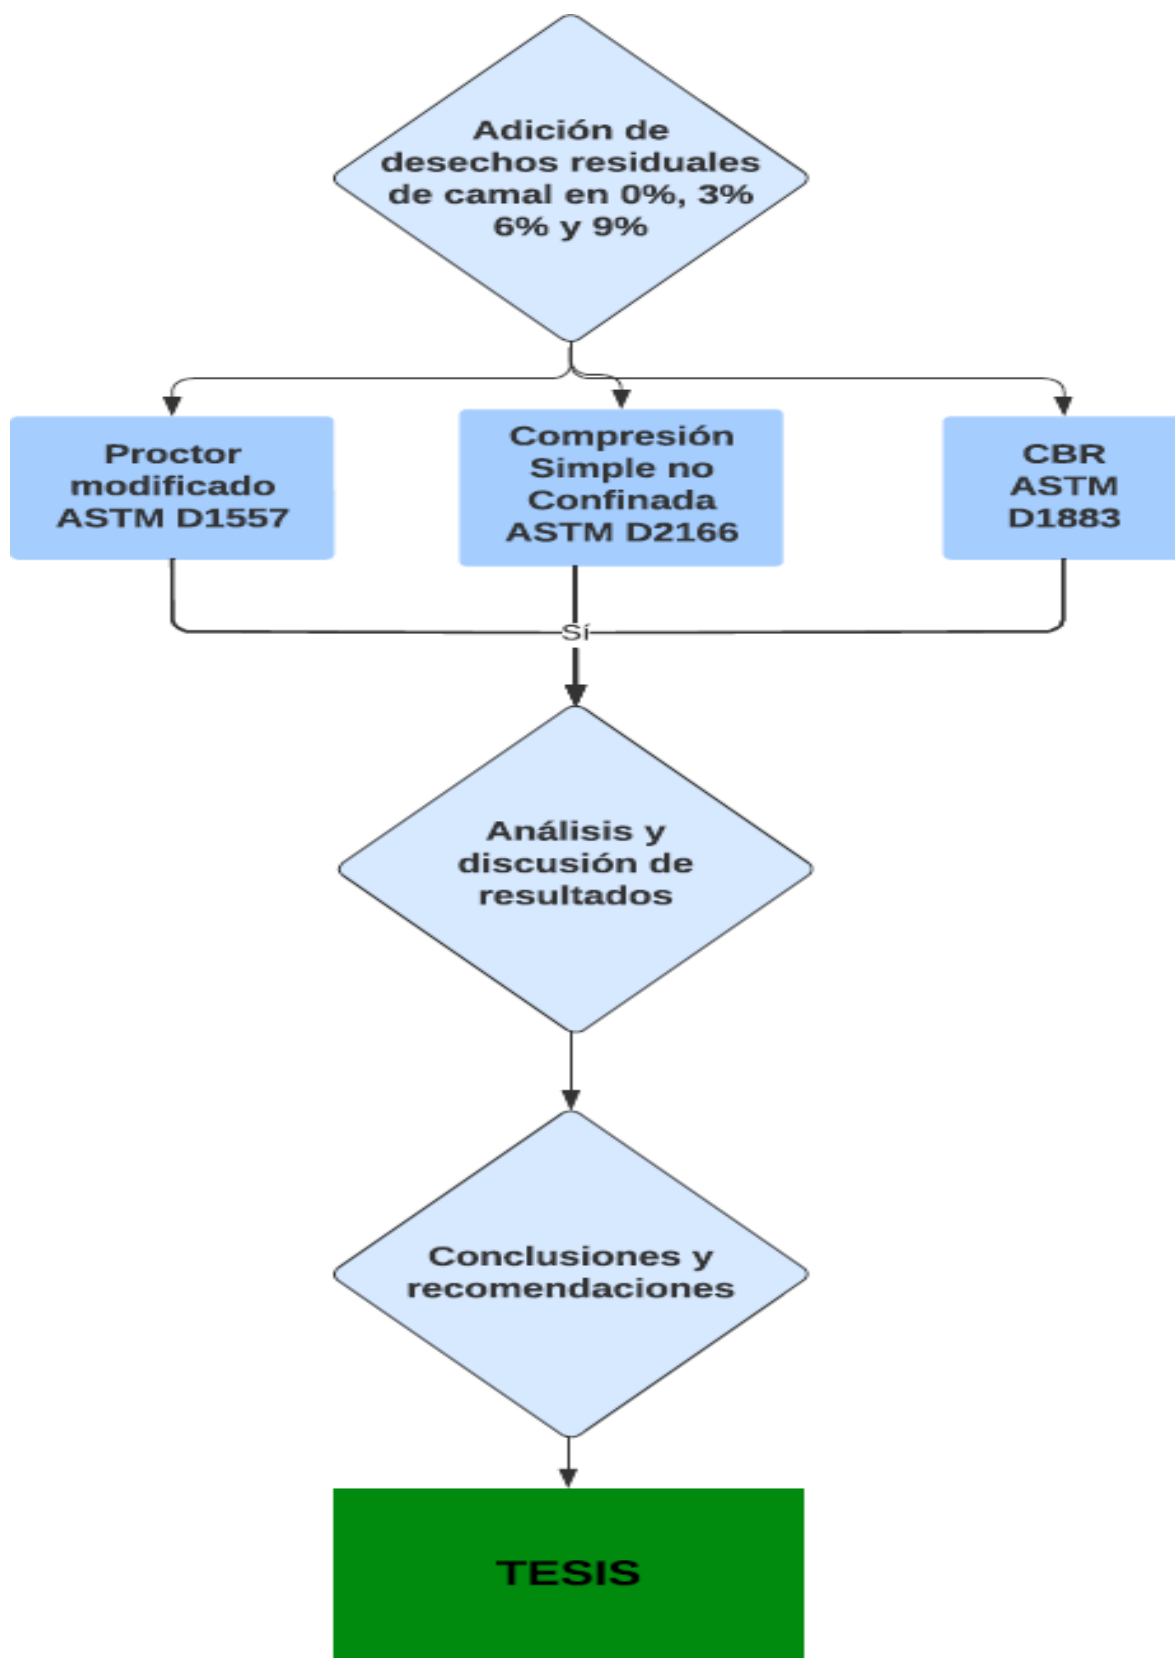 Adición de
desechos residuales
de camal en 0%, 3%
6% y 9%
Proctor
modificado
ASTM D1557
Compresión
Simple no
Confinada
ASTM D2166
CBR
ASTM
D1883
Sí
Análisis y
discusión de
resultados
Conclusiones y
recomendaciones
TESIS